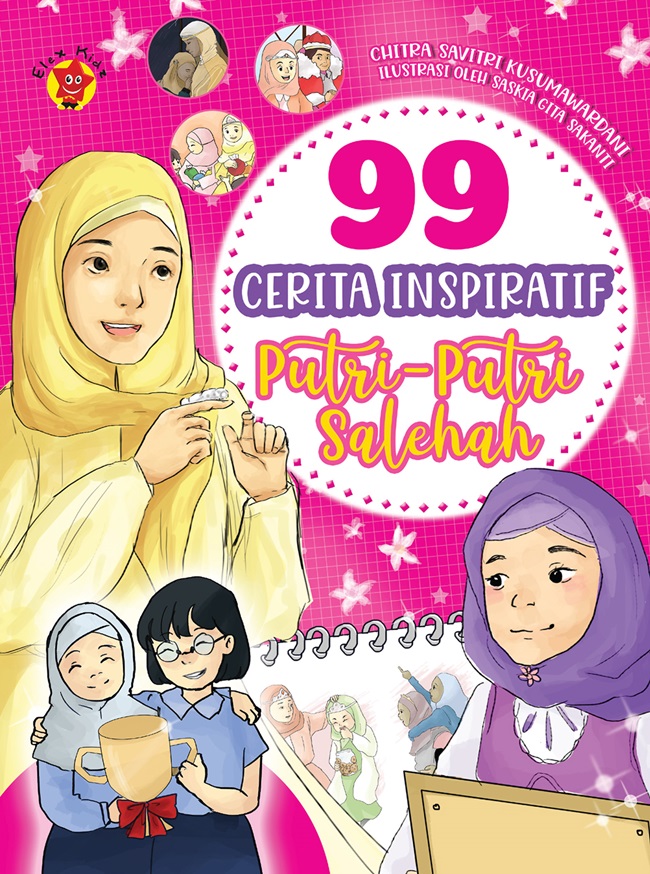 Elex Kidz
CHITRA SAVITRI KUSUMAWARDANI
ILUSTRASI OLEH SASKIA GITA SAKANTI
99
CERITA INSPIRATIF
Putri-Putri
Salehah